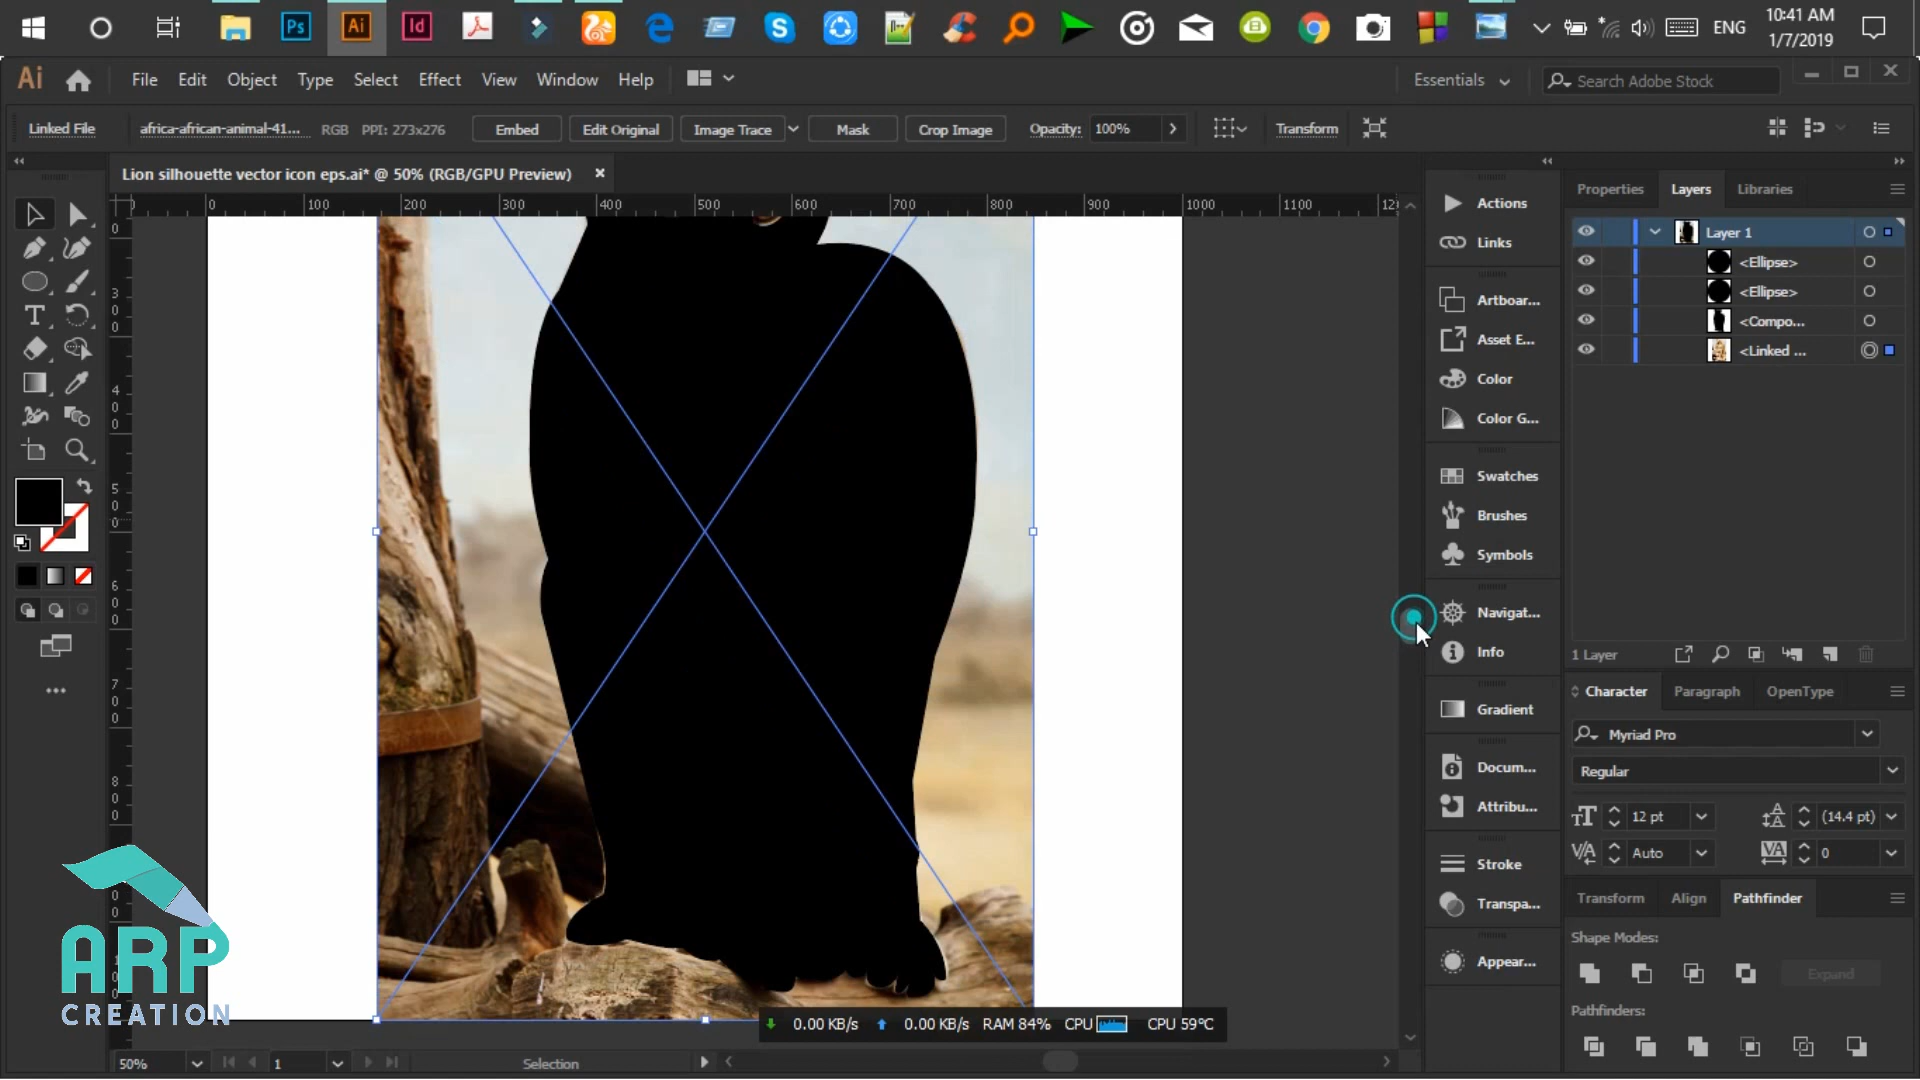 Ps
Ai
Id
ENG
10:41 AM
1/7/2019
Ai
File Edit Object Type Select Effect View Window Help
Essentials
Search Adobe Stock
Linked File
africa-african-animal-41...
RGB PPI: 273x276
Embed
Edit Original
Image Trace
Mask
Crop Image
Opacity: 100%
Transform
Lion silhouette vector icon eps.ai* @ 50% (RGB/GPU Preview)
0 100 200 300 400 500 600 700 800 900 1000 1100
Actions
Links
Artboar...
Asset E...
Color
Color G...
Swatches
Brushes
Symbols
Navigat...
Info
Gradient
Docum...
Attribu...
Stroke
Transpa...
Appear...
Properties Layers Libraries
Layer 1
<Ellipse>
<Ellipse>
<Compo...
<Linked ...
1 Layer
Character Paragraph OpenType
Myriad Pro
Regular
12 pt (14.4 pt)
Auto 0
Transform Align Pathfinder
Shape Modes:
Expand
Pathfinders:
ARP
CREATION
0.00 KB/s 0.00 KB/s RAM 84% CPU CPU 59°C
50% 1 Selection